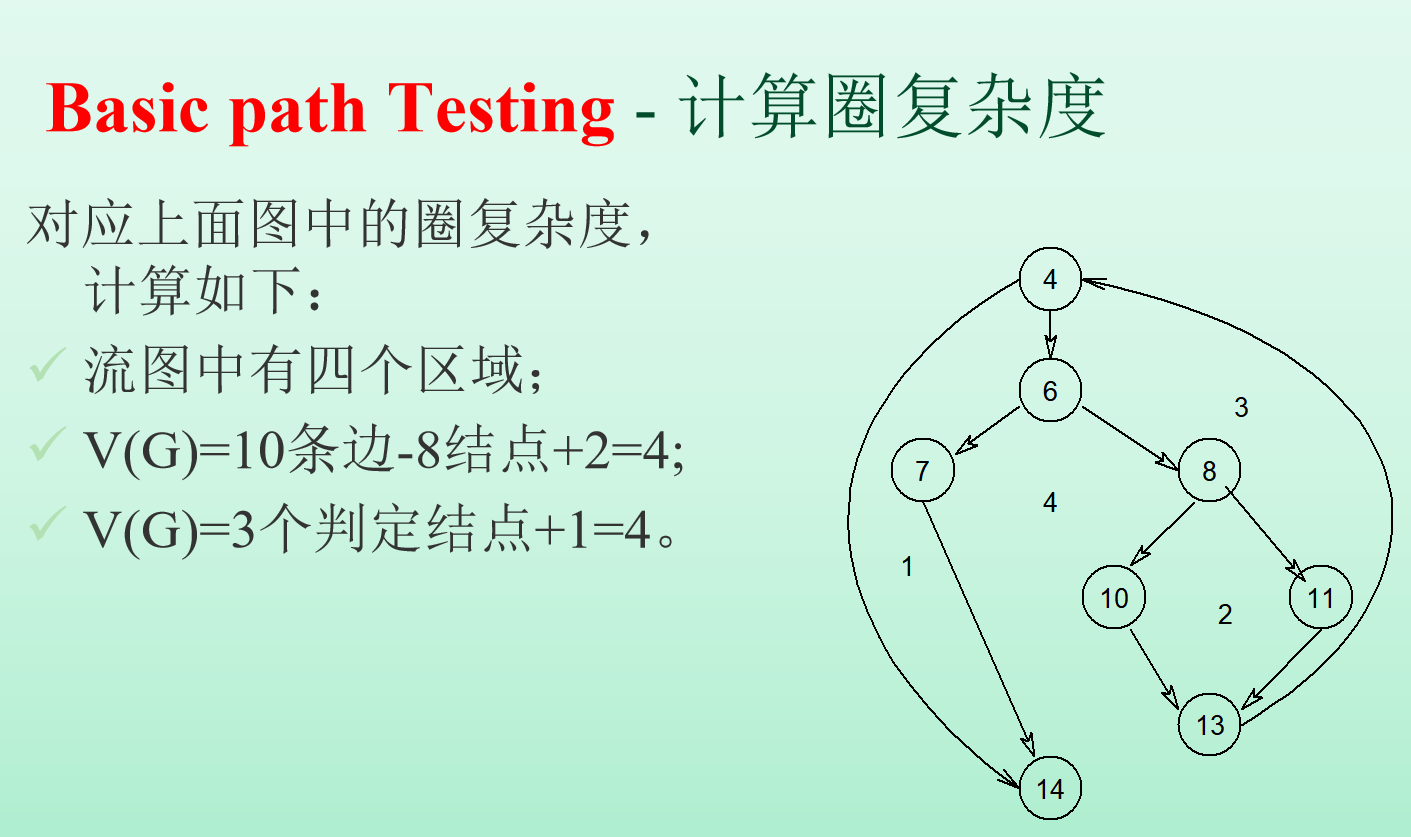 Basic path Testing - 计算圈复杂度
对应上面图中的圈复杂度，
计算如下：
流图中有四个区域；
V(G)=10条边-8结点+2=4;
V(G)=3个判定结点+1=4。
4
6
3
7
8
4
1
10
11
2
13
14